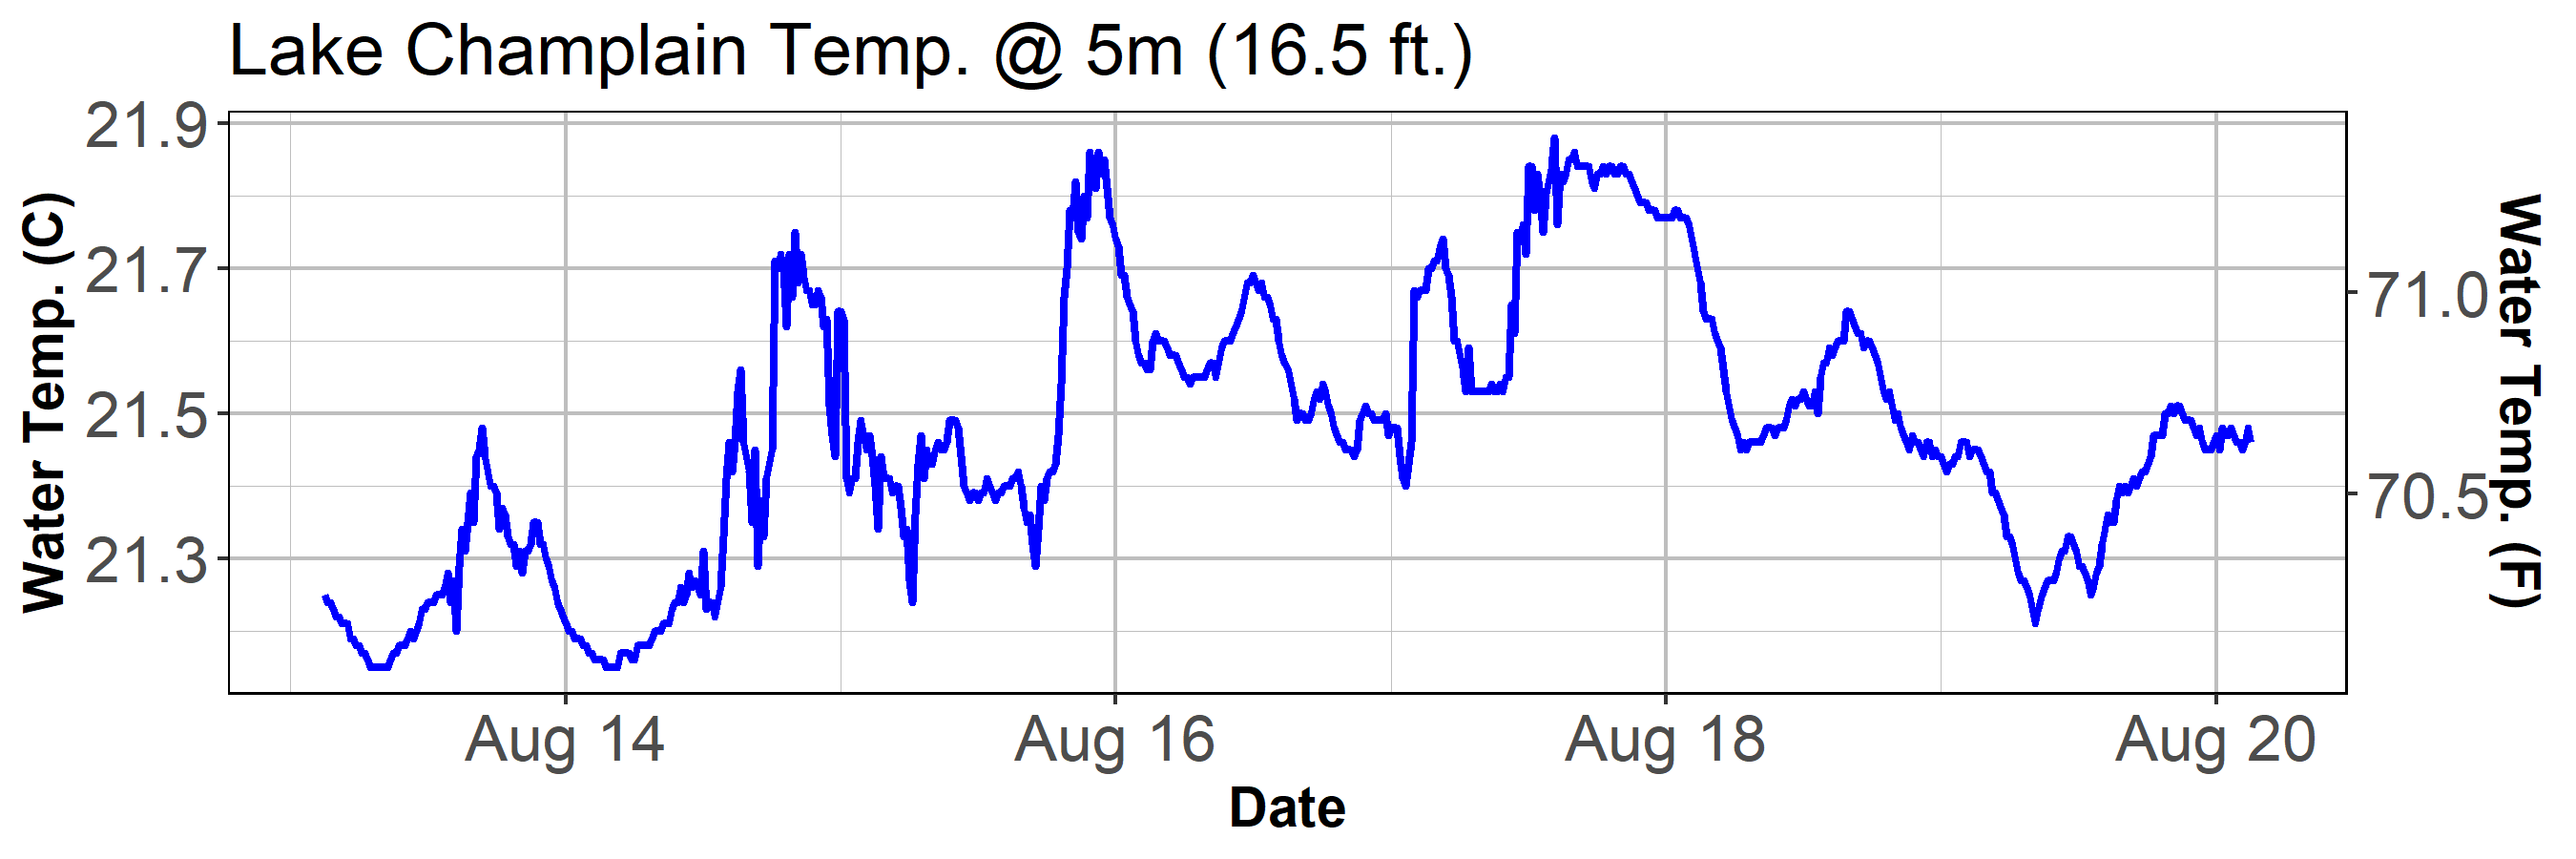 Lake Champlain Temp. @ 5m (16.5 ft.)
Water Temp. (C)
21.9
21.7
21.5
21.3
71.0
70.5
Water Temp. (F)
Aug 14
Aug 16
Aug 18
Aug 20
Date